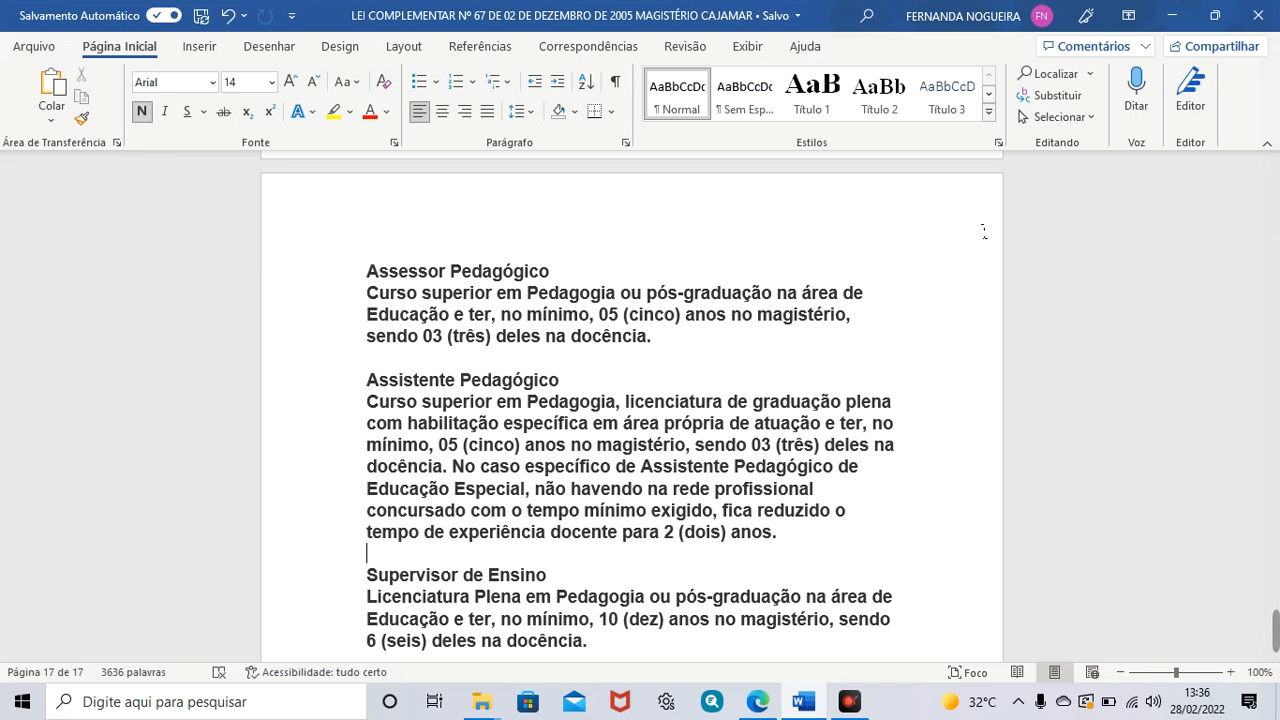 Salvamento Automático LEI COMPLEMENTAR Nº 67 DE 02 DE DEZEMBRO DE 2005 MAGISTÉRIO CAJAMAR • Salvo FERNANDA NOGUEIRA FN
Arquivo Página Inicial Inserir Desenhar Design Layout Referências Correspondências Revisão Exibir Ajuda Comentários Compartilhar
Colar Arial 14 Aa A
N I S ab x₂ x² A A
AaBbCcDc AaBbCcDc AaB AaBb AaBbCcD
¶ Normal ¶ Sem Esp... Título 1 Título 2 Título 3
Localizar
Substituir
Selecionar
Ditar Editor
Área de Transferência Fonte Parágrafo Estilos Editando Voz Editor
Assessor Pedagógico
Curso superior em Pedagogia ou pós-graduação na área de
Educação e ter, no mínimo, 05 (cinco) anos no magistério,
sendo 03 (três) deles na docência.
Assistente Pedagógico
Curso superior em Pedagogia, licenciatura de graduação plena
com habilitação específica em área própria de atuação e ter, no
mínimo, 05 (cinco) anos no magistério, sendo 03 (três) deles na
docência. No caso específico de Assistente Pedagógico de
Educação Especial, não havendo na rede profissional
concursado com o tempo mínimo exigido, fica reduzido o
tempo de experiência docente para 2 (dois) anos.
Supervisor de Ensino
Licenciatura Plena em Pedagogia ou pós-graduação na área de
Educação e ter, no mínimo, 10 (dez) anos no magistério, sendo
6 (seis) deles na docência.
Página 17 de 17 3636 palavras Acessibilidade: tudo certo Foco 100%
Digite aqui para pesquisar 32°C 13:36
28/02/2022